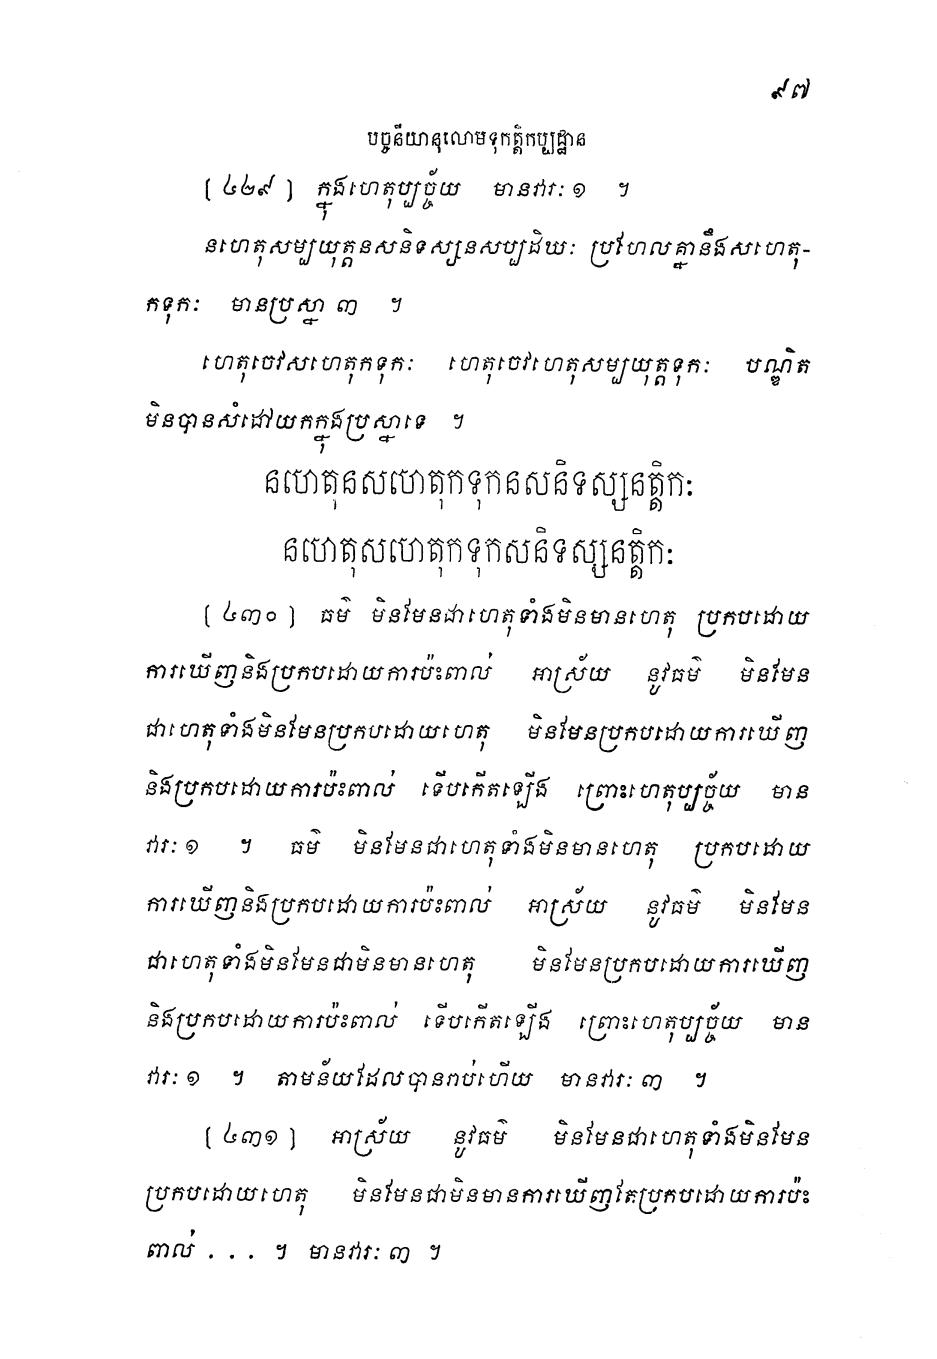 ៩៧
បច្ចនីយានុលោមទុកត្តិកប្បដ្ឋាន
[៤២៩] ក្នុងហេតុប្បច្ច័យ មានវារៈ ១ ។
នហេតុសម្បយុត្តនសនិទស្សនសប្បដិឃៈ ប្រហែលគ្នានឹងសហេតុ-
កទុកៈ មានប្រស្នា ៣ ។
ហេតុចេវសហេតុកទុកៈ ហេតុចេវហេតុសម្បយុត្តទុកៈ បណ្ឌិត
មិនបានសំដៅយកក្នុងប្រស្នាទេ ។
នហេតុនសហេតុកទុកនសនិទស្សនត្តិកៈ
នហេតុសហេតុកទុកសនិទស្សនត្តិកៈ
[៤៣០] ធម៌ មិនមែនជាហេតុទាំងមិនមានហេតុ ប្រកបដោយ
ការឃើញនិងប្រកបដោយការប៉ះពាល់ អាស្រ័យ នូវធម៌ មិនមែន
ជាហេតុទាំងមិនមែនប្រកបដោយហេតុ មិនមែនប្រកបដោយការឃើញ
និងប្រកបដោយការប៉ះពាល់ ទើបកើតឡើង ព្រោះហេតុប្បច្ច័យ មាន
វារៈ ១ ។ ធម៌ មិនមែនជាហេតុទាំងមិនមានហេតុ ប្រកបដោយ
ការឃើញនិងប្រកបដោយការប៉ះពាល់ អាស្រ័យ នូវធម៌ មិនមែន
ជាហេតុទាំងមិនមែនជាមិនមានហេតុ មិនមែនប្រកបដោយការឃើញ
និងប្រកបដោយការប៉ះពាល់ ទើបកើតឡើង ព្រោះហេតុប្បច្ច័យ មាន
វារៈ ១ ។ តាមន័យដែលបានរាប់ហើយ មានវារៈ ៣ ។
[៤៣១] អាស្រ័យ នូវធម៌ មិនមែនជាហេតុទាំងមិនមែន
ប្រកបដោយហេតុ មិនមែនជាមិនមានការឃើញតែប្រកបដោយការប៉ះ
ពាល់ . . . ។ មានវារៈ ៣ ។